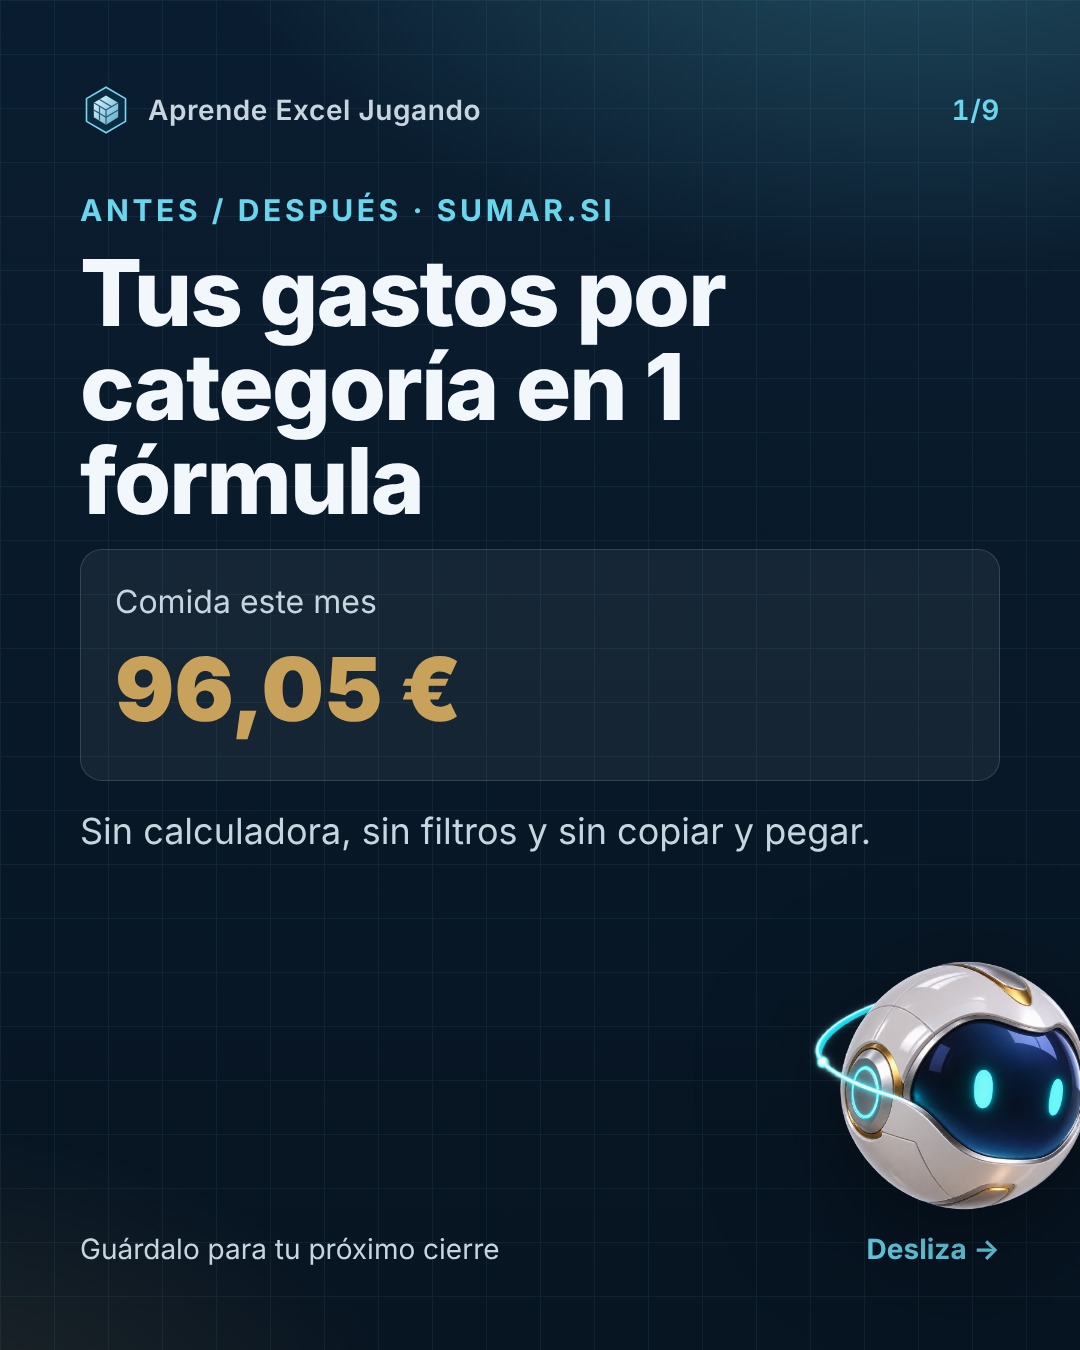 Aprende Excel Jugando
1/9
ANTES / DESPUÉS · SUMAR.SI
Tus gastos por
categoría en 1
fórmula
Comida este mes
96,05 €
Sin calculadora, sin filtros y sin copiar y pegar.
Guárdalo para tu próximo cierre
Desliza →